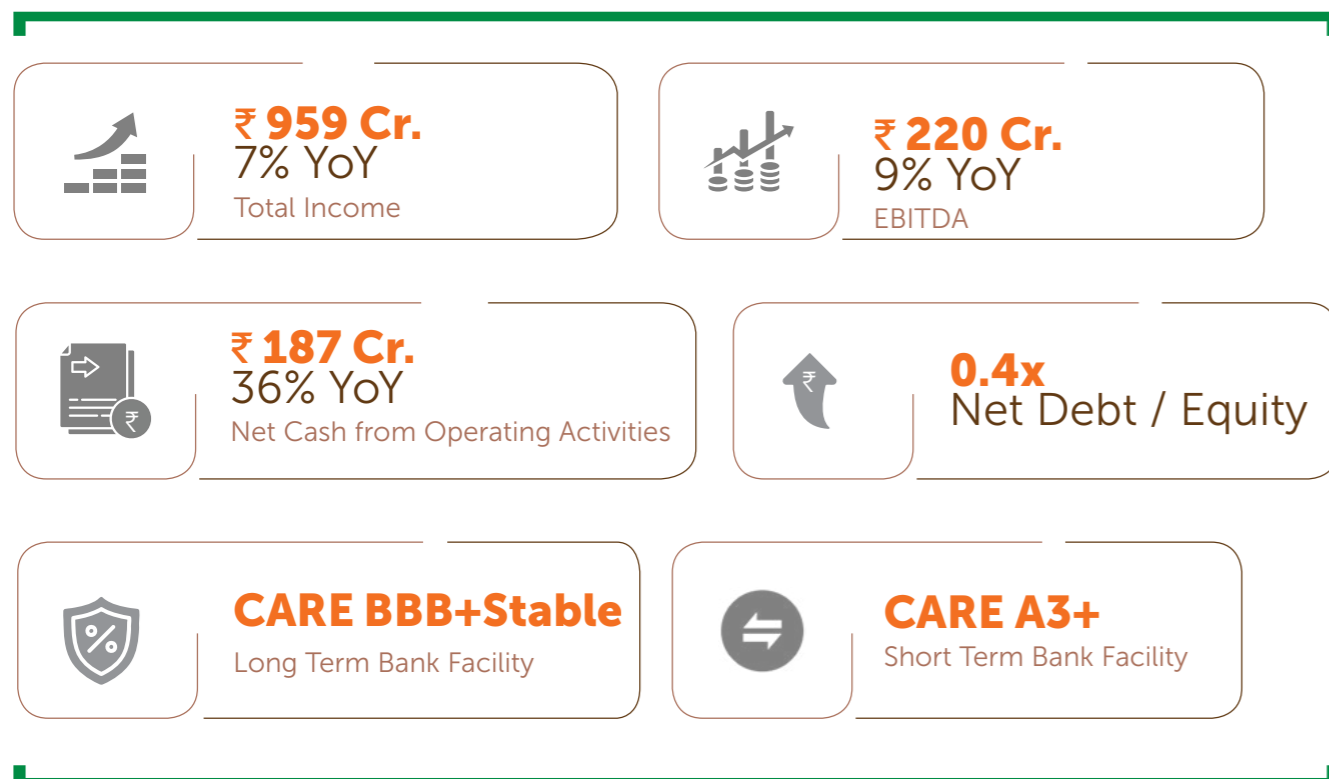 ₹ 959 Cr.
7% YoY
Total Income
₹ 220 Cr.
9% YoY
EBITDA
₹ 187 Cr.
36% YoY
Net Cash from Operating Activities
₹
₹
0.4x
Net Debt / Equity
%
CARE BBB+Stable
Long Term Bank Facility
CARE A3+
Short Term Bank Facility